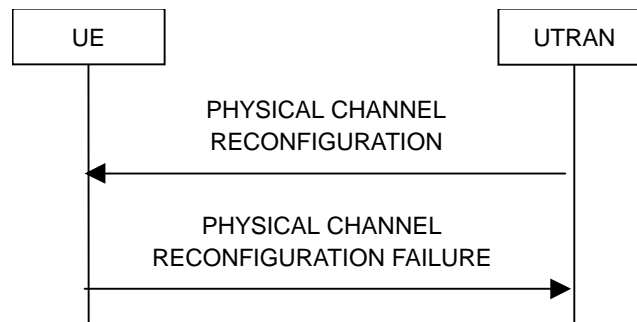 UE
UTRAN
PHYSICAL CHANNEL
RECONFIGURATION
PHYSICAL CHANNEL
RECONFIGURATION FAILURE